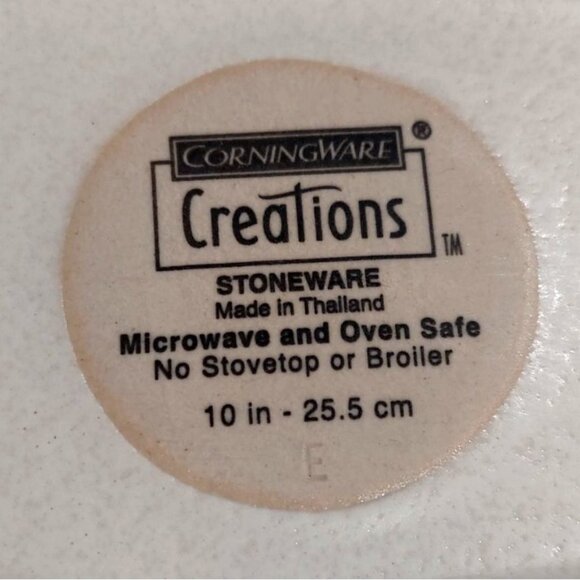 CORNINGWARE ®
Creations ™
STONEWARE
Made in Thailand
Microwave and Oven Safe
No Stovetop or Broiler
10 in - 25.5 cm
E